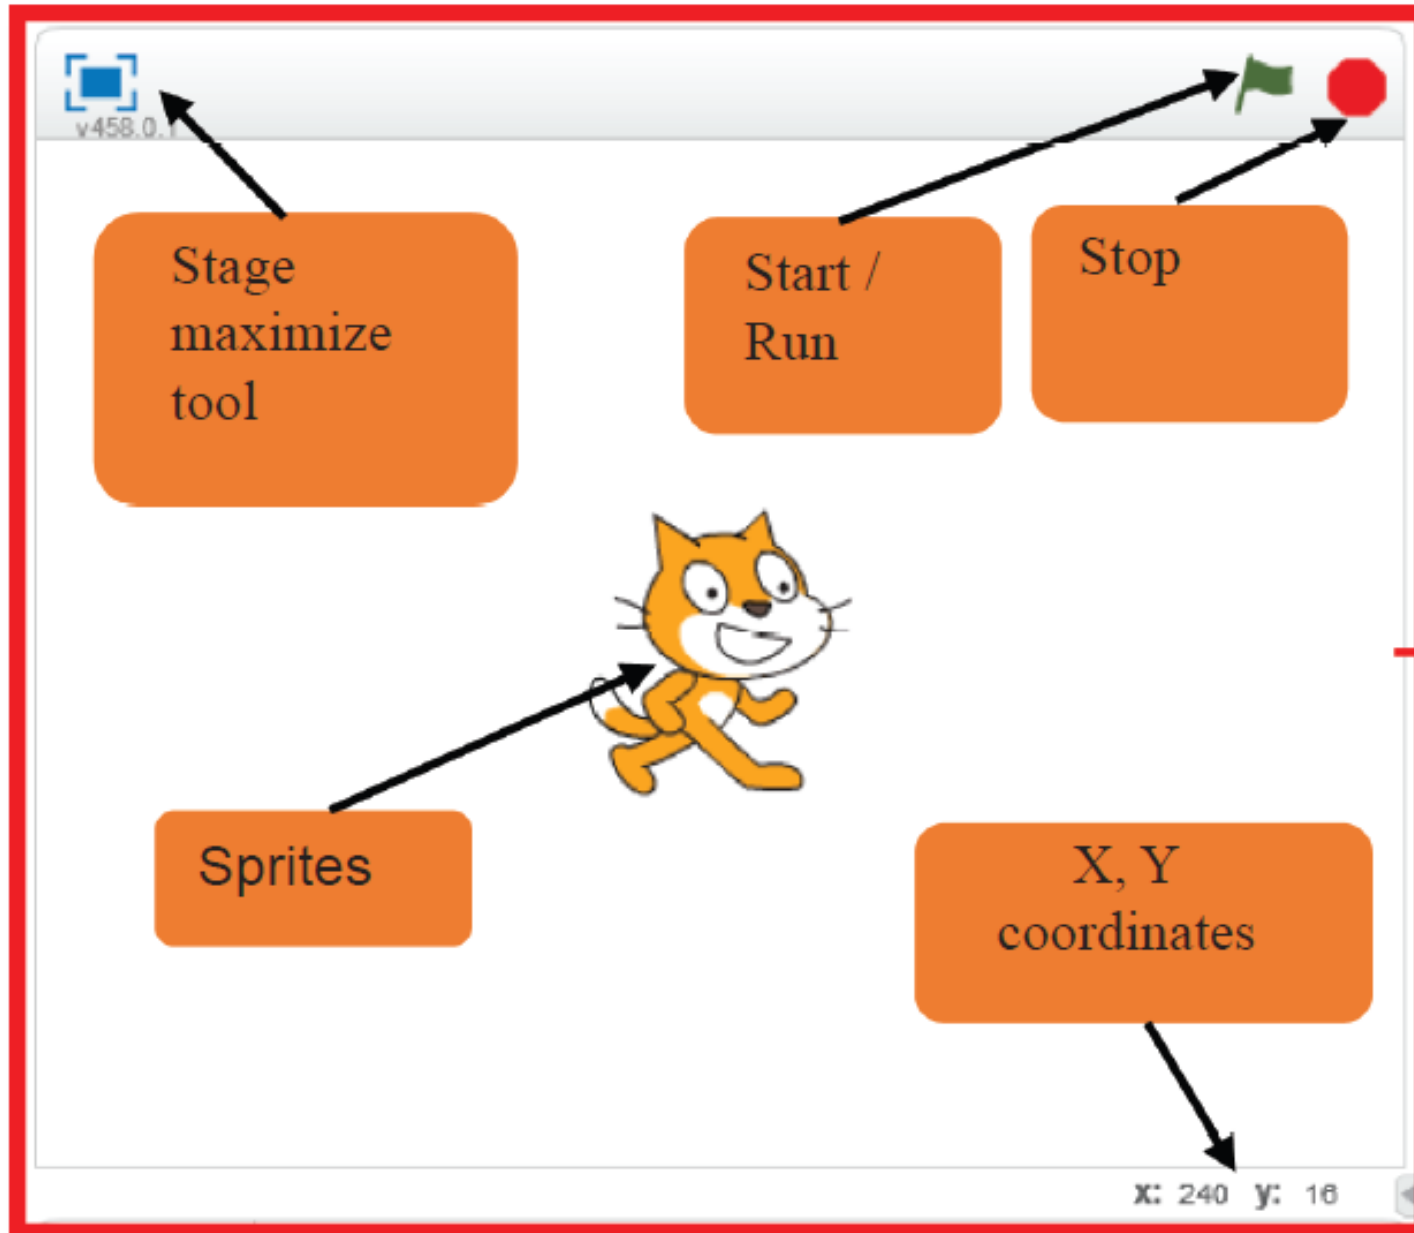 v458.0.1
Stage
maximize
tool
Start /
Run
Stop
Sprites
X, Y
coordinates
x: 240 y: 16